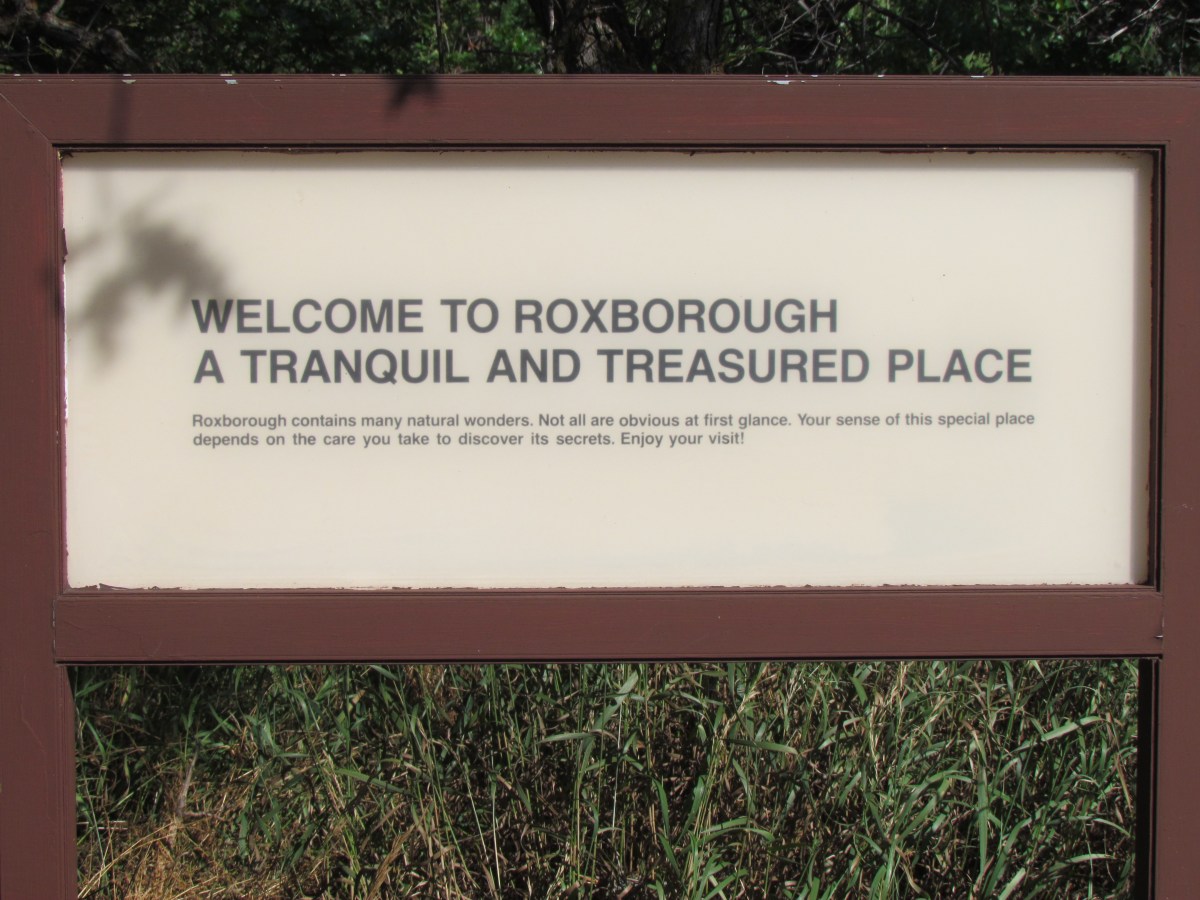 WELCOME TO ROXBOROUGH
A TRANQUIL AND TREASURED PLACE
Roxborough contains many natural wonders. Not all are obvious at first glance. Your sense of this special place
depends on the care you take to discover its secrets. Enjoy your visit!